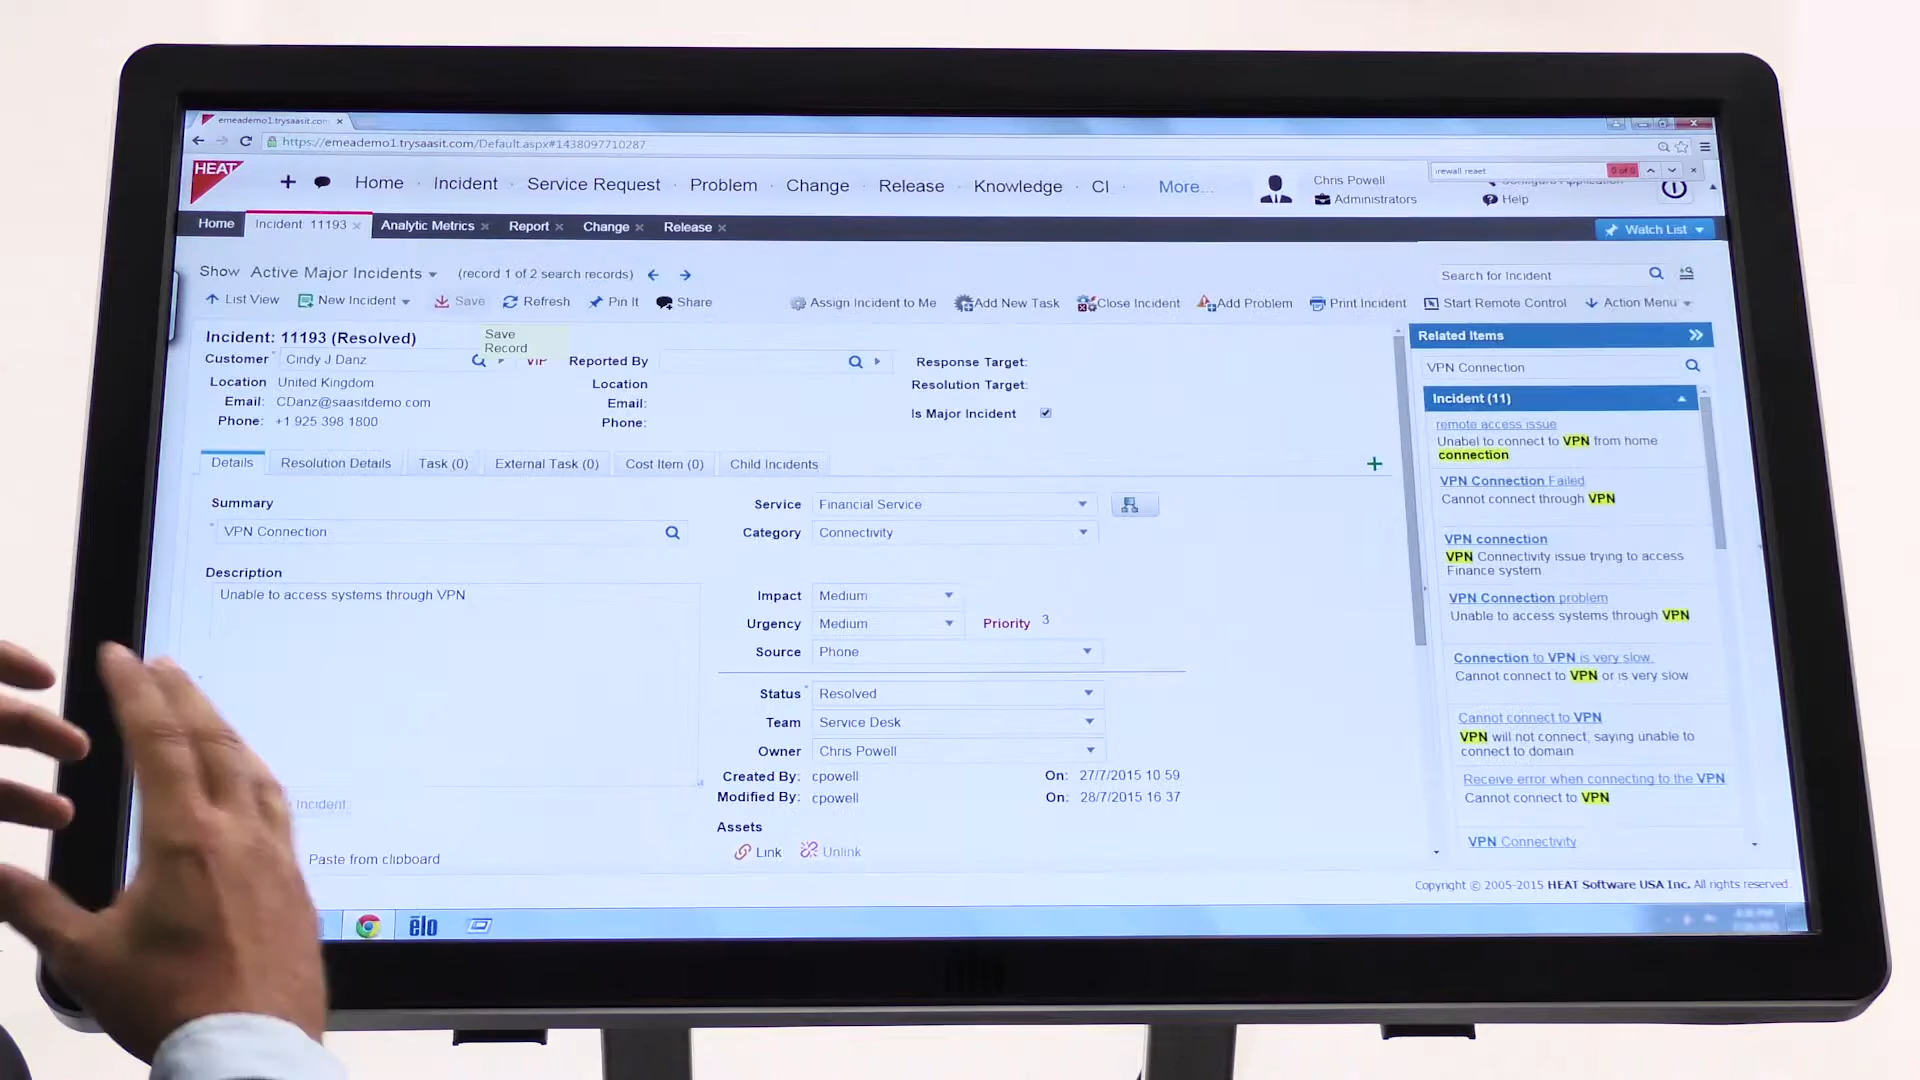 emeademo1.trysaasit.com
https://emeademo1.trysaasit.com/Default.aspx#1438097710287
HEAT
Home Incident Service Request Problem Change Release Knowledge CI More...
Chris Powell
Administrators
irewall reaet
0 of 0
Help
Home Incident: 11193 Analytic Metrics Report Change Release
Watch List
Show Active Major Incidents (record 1 of 2 search records)
Search for Incident
List View New Incident Save Refresh Pin It Share Assign Incident to Me Add New Task Close Incident Add Problem Print Incident Start Remote Control Action Menu
Save
Record
Incident: 11193 (Resolved)
Customer Cindy J Danz VIP Reported By
Location United Kingdom
Email: CDanz@saasitdemo.com
Phone: +1 925 398 1800
Location
Email:
Phone:
Response Target:
Resolution Target:
Is Major Incident
Details Resolution Details Task (0) External Task (0) Cost Item (0) Child Incidents
Summary
VPN Connection
Description
Unable to access systems through VPN
Incident:
Paste from clipboard
Service Financial Service
Category Connectivity
Impact Medium
Urgency Medium Priority 3
Source Phone
Status Resolved
Team Service Desk
Owner Chris Powell
Created By: cpowell On: 27/7/2015 10 59
Modified By: cpowell On: 28/7/2015 16 37
Assets
Link Unlink
Related Items
VPN Connection
Incident (11)
remote access issue
Unabel to connect to VPN from home
connection
VPN Connection Failed
Cannot connect through VPN
VPN connection
VPN Connectivity issue trying to access
Finance system
VPN Connection problem
Unable to access systems through VPN
Connection to VPN is very slow.
Cannot connect to VPN or is very slow
Cannot connect to VPN
VPN will not connect, saying unable to
connect to domain
Receive error when connecting to the VPN
Cannot connect to VPN
VPN Connectivity
Copyright © 2005-2015 HEAT Software USA Inc. All rights reserved.
ēlo